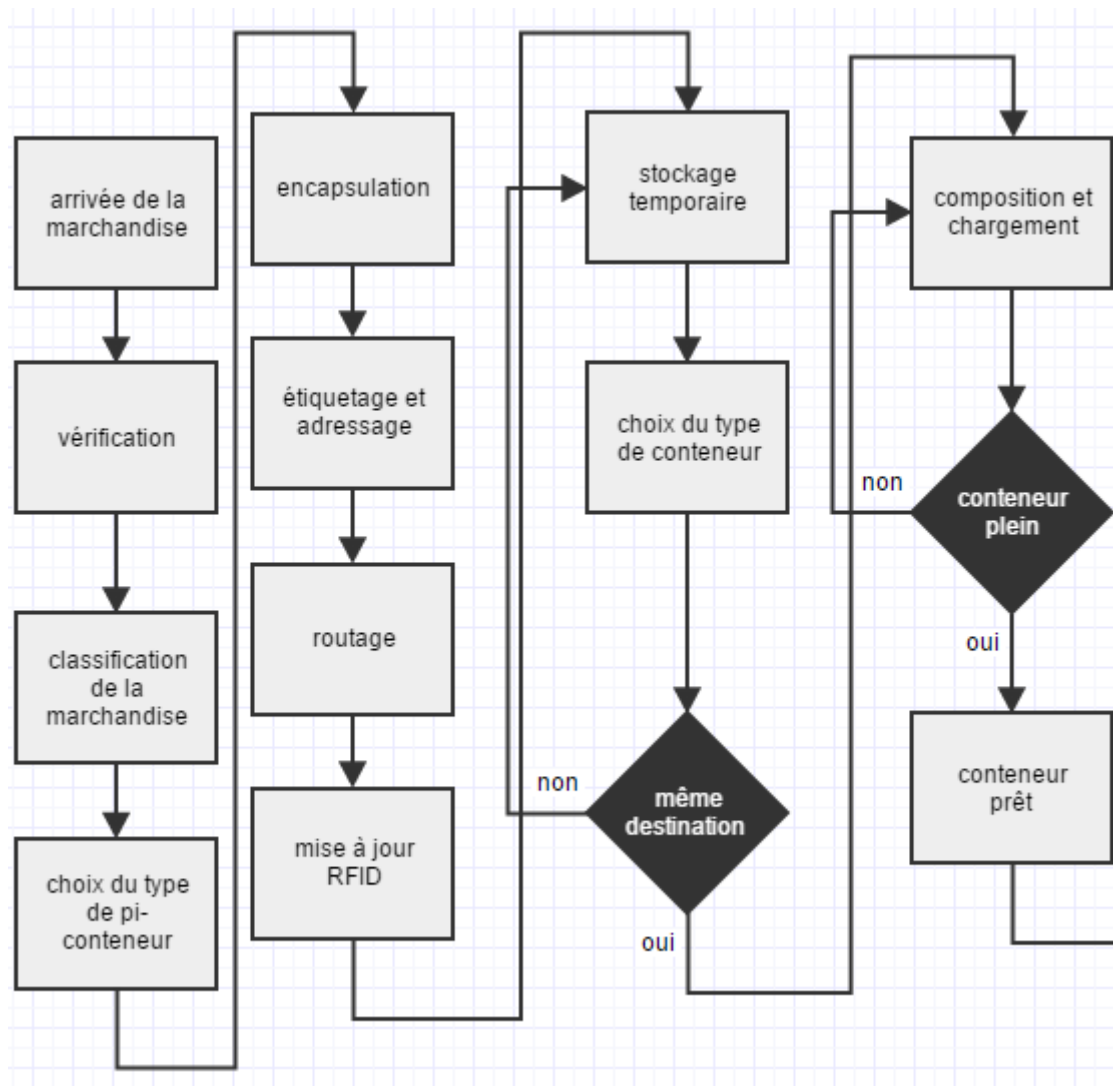 arrivée de la
marchandise
vérification
classification
de la
marchandise
choix du type
de pi-
conteneur
encapsulation
étiquetage et
adressage
routage
mise à jour
RFID
stockage
temporaire
choix du type
de conteneur
même
destination
non
oui
composition et
chargement
conteneur
plein
non
oui
conteneur
prêt